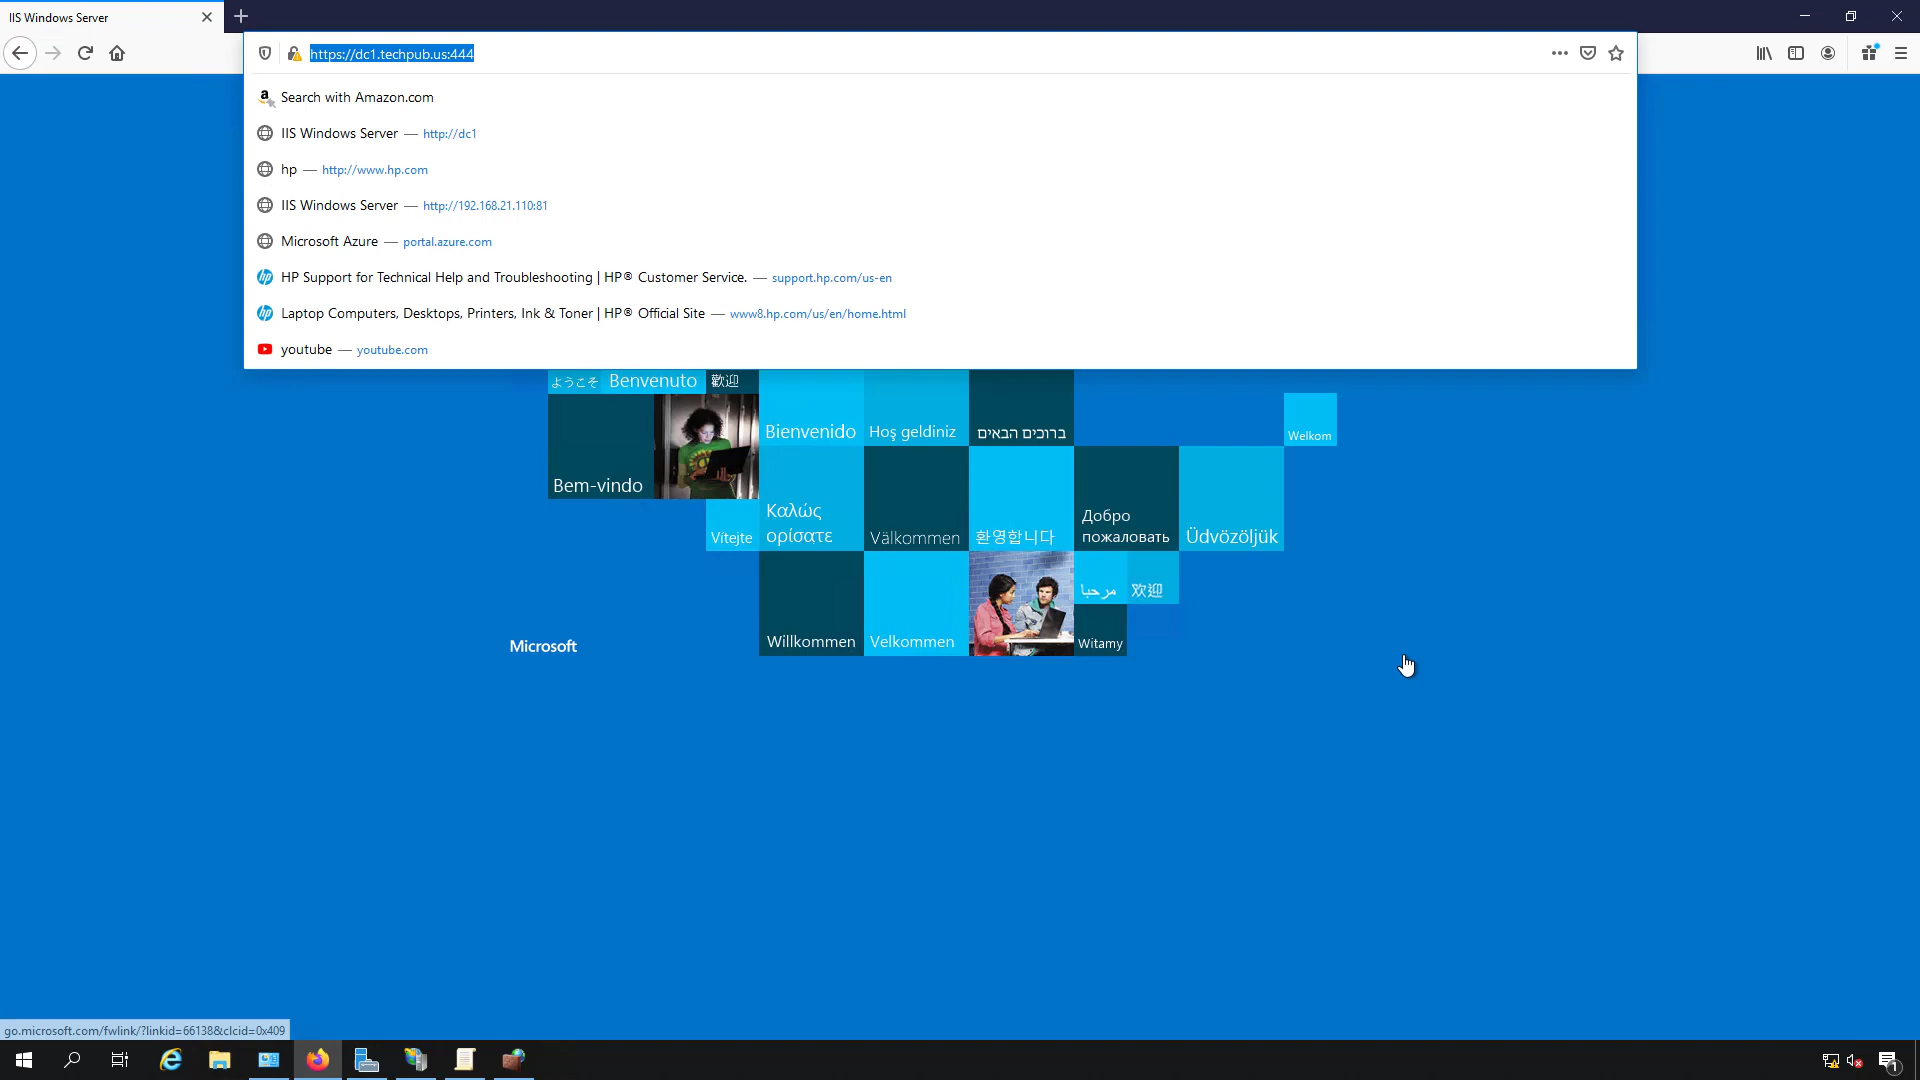 IIS Windows Server
https://dc1.techpub.us:444
Search with Amazon.com
IIS Windows Server — http://dc1
hp — http://www.hp.com
IIS Windows Server — http://192.168.21.110:81
Microsoft Azure — portal.azure.com
HP Support for Technical Help and Troubleshooting | HP® Customer Service. — support.hp.com/us-en
Laptop Computers, Desktops, Printers, Ink & Toner | HP® Official Site — www8.hp.com/us/en/home.html
youtube — youtube.com
ようこそ Benvenuto 歡迎
Bienvenido Hoş geldiniz ברוכים הבאים Welkom
Bem-vindo
Καλώς
ορίσατε
Vítejte
Välkommen
환영합니다
Добро
пожаловать
Üdvözöljük
مرحبا 欢迎
Willkommen Velkommen Witamy
Microsoft
go.microsoft.com/fwlink/?linkid=66138&clcid=0x409
1